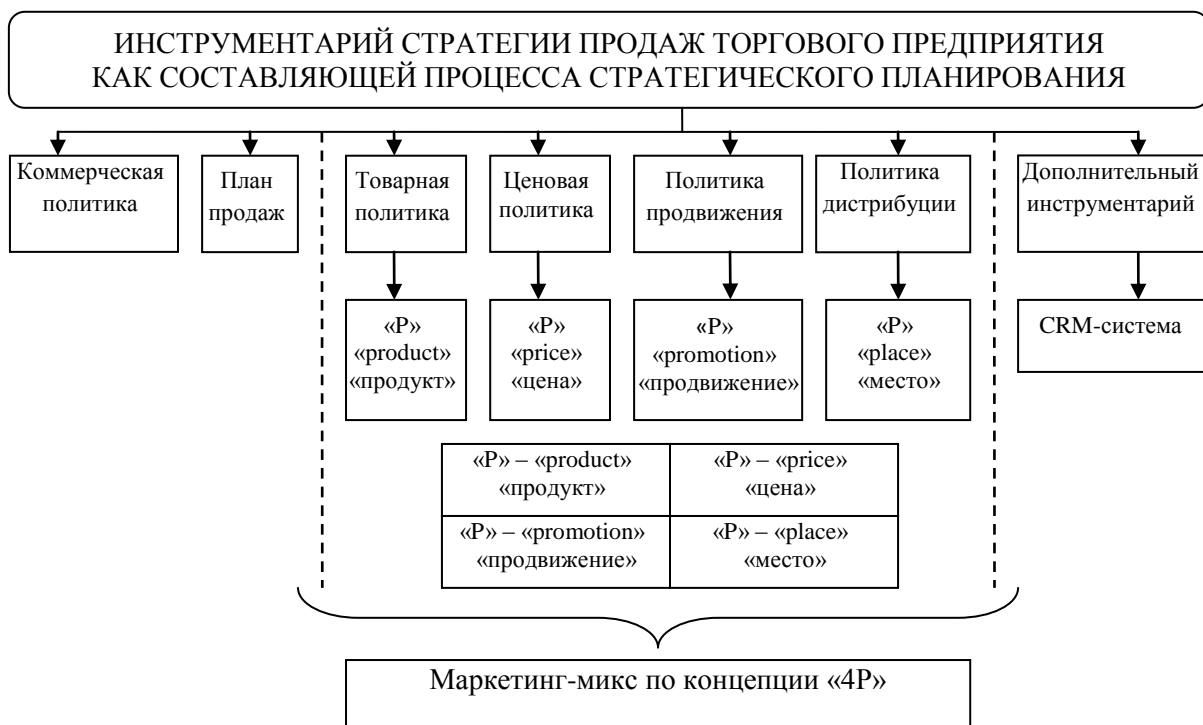 ИНСТРУМЕНТАРИЙ СТРАТЕГИИ ПРОДАЖ ТОРГОВОГО ПРЕДПРИЯТИЯ
КАК СОСТАВЛЯЮЩЕЙ ПРОЦЕССА СТРАТЕГИЧЕСКОГО ПЛАНИРОВАНИЯ
Коммерческая
политика
План
продаж
Товарная
политика
Ценовая
политика
Политика
продвижения
Политика
дистрибуции
Дополнительный
инструментарий
«P»
«product»
«продукт»
«P»
«price»
«цена»
«P»
«promotion»
«продвижение»
«P»
«place»
«место»
CRM-система
«P» – «product»
«продукт»
«P» – «price»
«цена»
«P» – «promotion»
«продвижение»
«P» – «place»
«место»
Маркетинг-микс по концепции «4P»